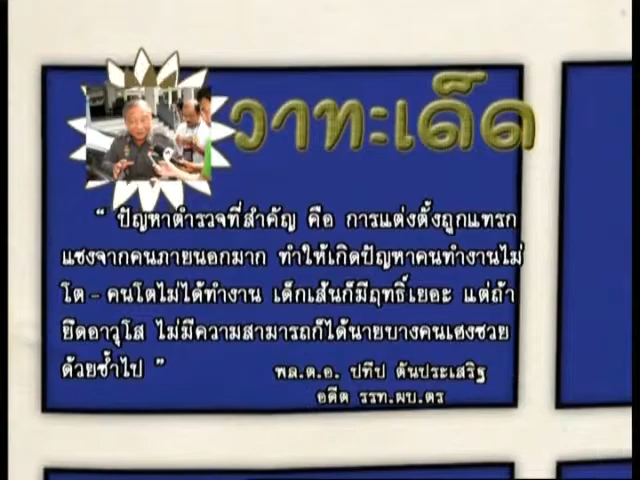 วาทะเด็ด
“ ปัญหาตำรวจที่สำคัญ คือ การแต่งตั้งถูกแทรก
แซงจากคนภายนอกมาก ทำให้เกิดปัญหาคนทำงานไม่
โต - คนโตไม่ได้ทำงาน เด็กเส้นก็มีฤทธิ์เยอะ แต่ถ้า
ยึดอาวุโส ไม่มีความสามารถก็ได้นายบางคนเฮงซวย
ด้วยซ้ำไป ”
พล.ต.อ. ปทีป ตันประเสริฐ
อดีต รรท.ผบ.ตร